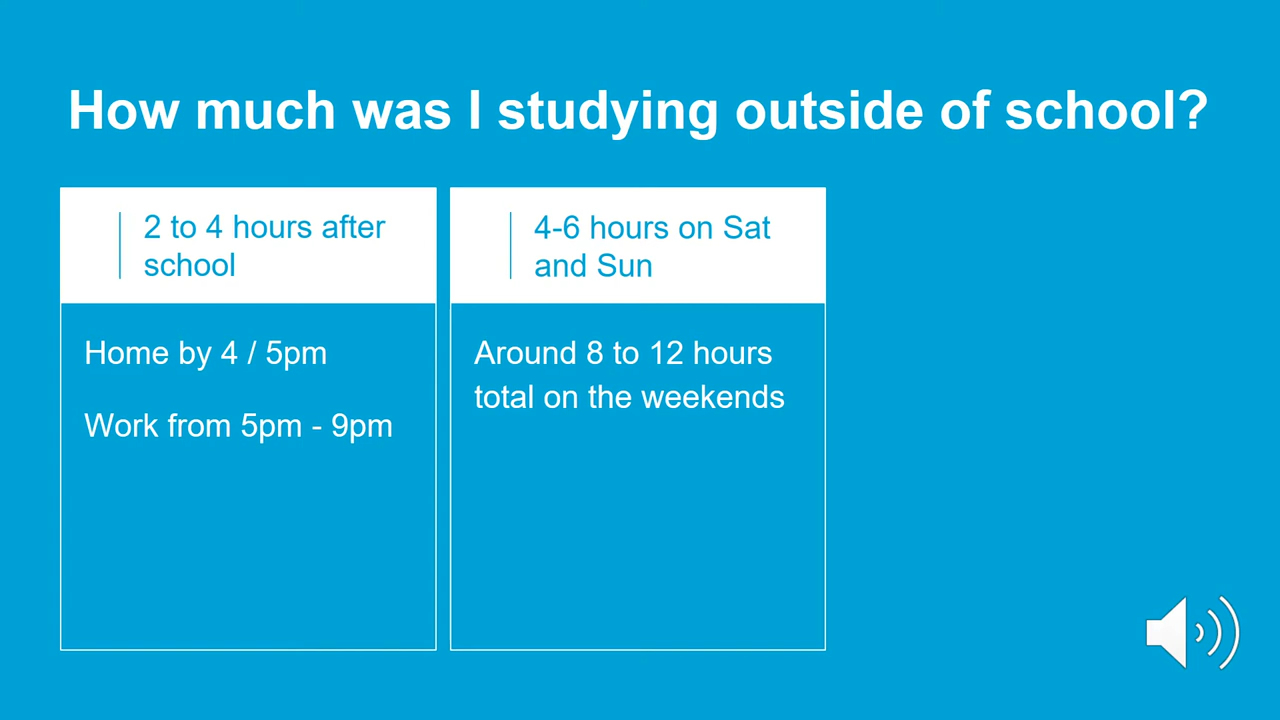 How much was I studying outside of school?
2 to 4 hours after
school
Home by 4 / 5pm
Work from 5pm - 9pm
4-6 hours on Sat
and Sun
Around 8 to 12 hours
total on the weekends